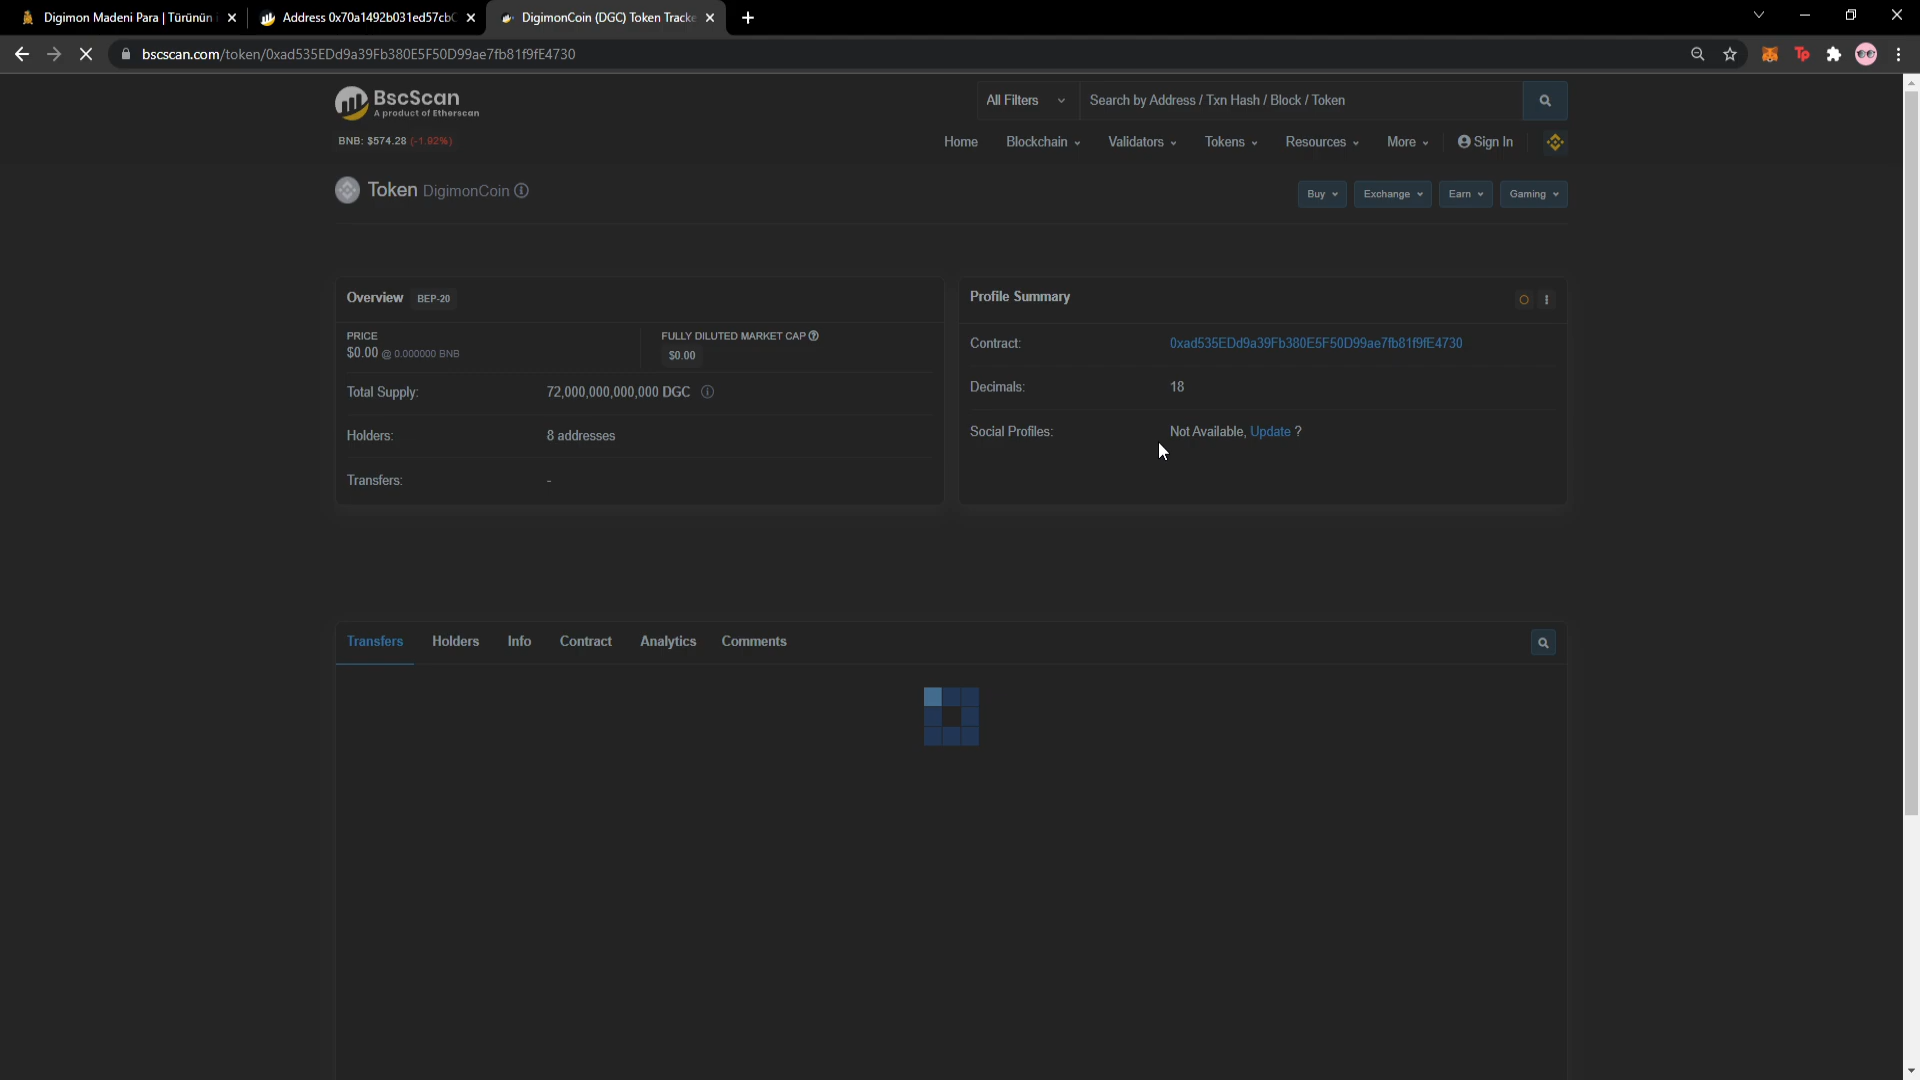 Digimon Madeni Para | Türünün
Address 0x70a1492b031ed57cb
DigimonCoin (DGC) Token Tracke
bscscan.com/token/0xad535EDd9a39Fb380E5F50D99ae7fb81f9fE4730
Tp
BscScan
A product of Etherscan
All Filters
Search by Address / Txn Hash / Block / Token
BNB: $574.28 (-1.92%)
Home Blockchain Validators Tokens Resources More Sign In
Token DigimonCoin
Buy Exchange Earn Gaming
Overview BEP-20
PRICE
$0.00 @ 0.000000 BNB
FULLY DILUTED MARKET CAP
$0.00
Total Supply: 72,000,000,000,000 DGC
Holders: 8 addresses
Transfers: -
Profile Summary
Contract: 0xad535EDd9a39Fb380E5F50D99ae7fb81f9fE4730
Decimals: 18
Social Profiles: Not Available, Update ?
Transfers Holders Info Contract Analytics Comments